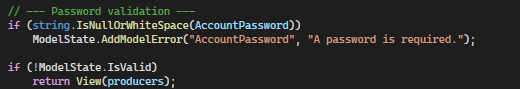 // --- Password validation ---
if (string.IsNullOrWhiteSpace(AccountPassword))
    ModelState.AddModelError("AccountPassword", "A password is required.");

if (!ModelState.IsValid)
    return View(producers);